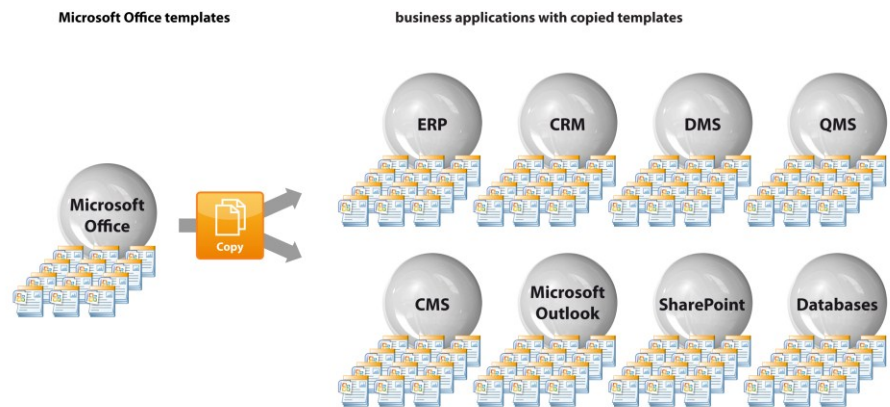 Microsoft Office templates
business applications with copied templates
ERP
CRM
DMS
QMS
Microsoft
Office
Copy
CMS
Microsoft
Outlook
SharePoint
Databases